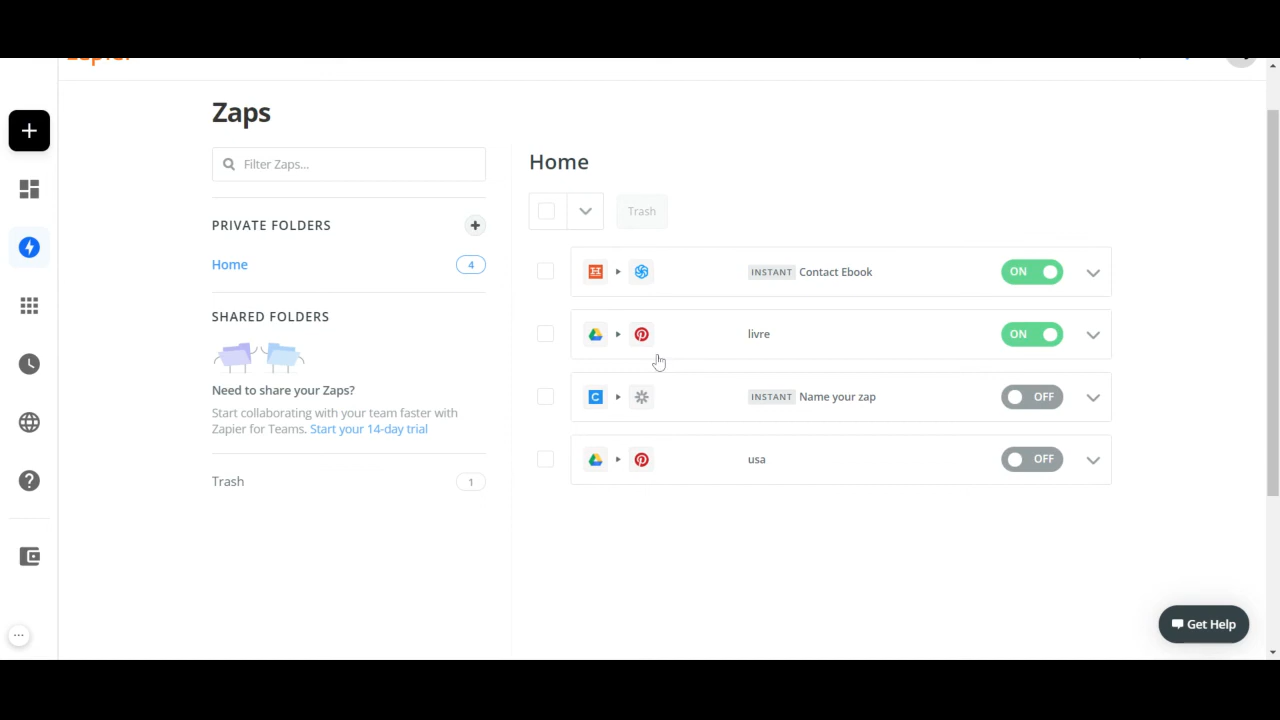 Zaps
Filter Zaps...
PRIVATE FOLDERS
Home
4
SHARED FOLDERS
Need to share your Zaps?
Start collaborating with your team faster with
Zapier for Teams. Start your 14-day trial
Trash
1
Home
Trash
INSTANT Contact Ebook
ON
livre
ON
INSTANT Name your zap
OFF
usa
OFF
Get Help